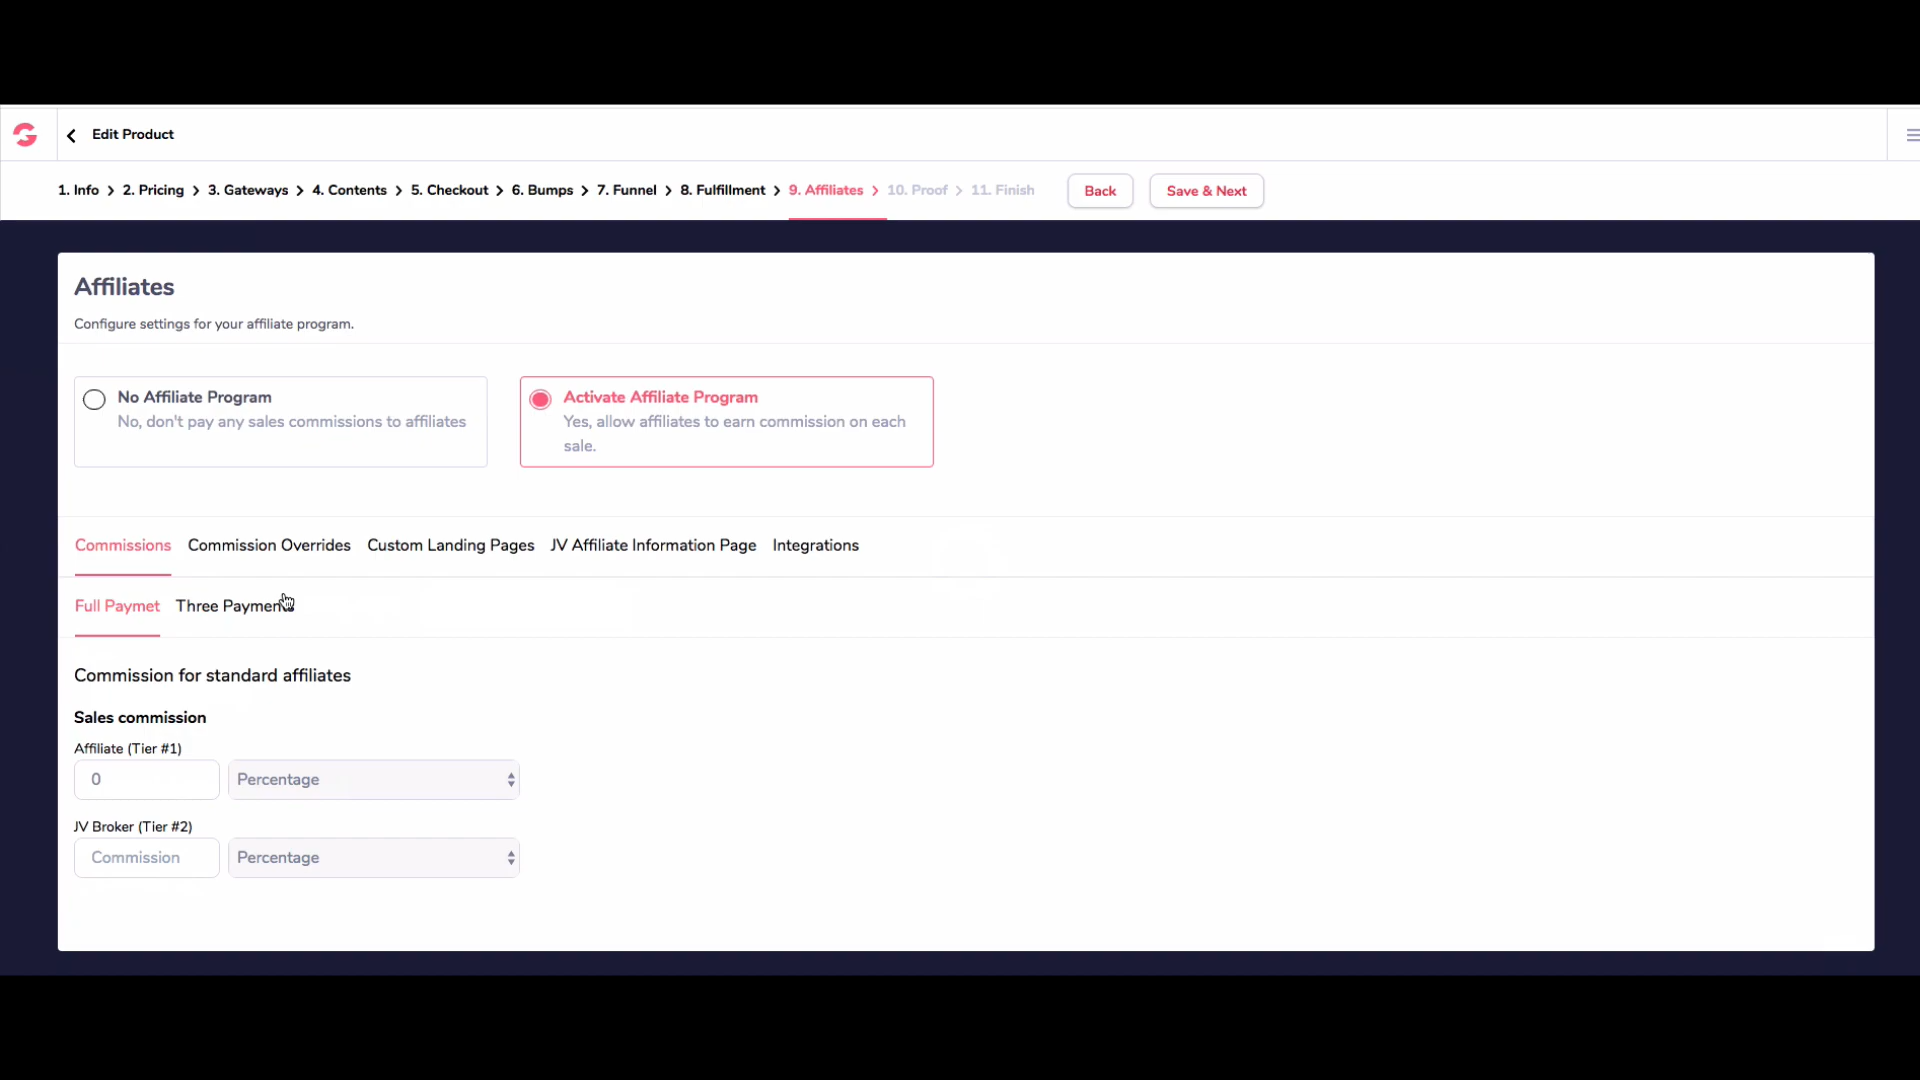 Edit Product
1. Info > 2. Pricing > 3. Gateways > 4. Contents > 5. Checkout > 6. Bumps > 7. Funnel > 8. Fulfillment > 9. Affiliates > 10. Proof > 11. Finish Back Save & Next
Affiliates
Configure settings for your affiliate program.
No Affiliate Program
No, don't pay any sales commissions to affiliates
Activate Affiliate Program
Yes, allow affiliates to earn commission on each
sale.
Commissions Commission Overrides Custom Landing Pages JV Affiliate Information Page Integrations
Full Paymet Three Payments
Commission for standard affiliates
Sales commission
Affiliate (Tier #1)
0 Percentage
JV Broker (Tier #2)
Commission Percentage